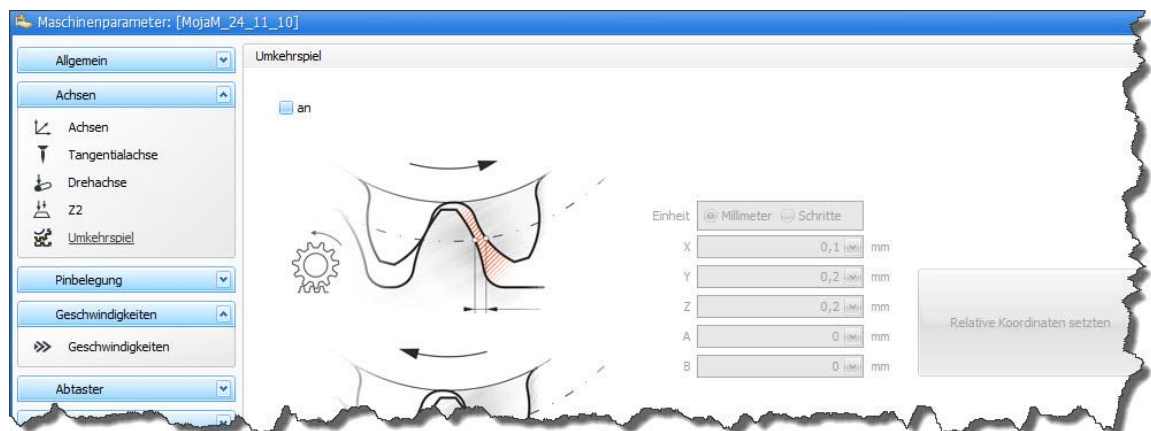 Maschinenparameter: [MojaM_24_11_10]
Allgemein
Achsen
Achsen
Tangentialachse
Drehachse
Z2
Umkehrspiel
Pinbelegung
Geschwindigkeiten
Geschwindigkeiten
Abtaster
Umkehrspiel
an
Einheit Millimeter Schritte
X 0,1 mm
Y 0,2 mm
Z 0,2 mm
A 0 mm
B 0 mm
Relative Koordinaten setzten